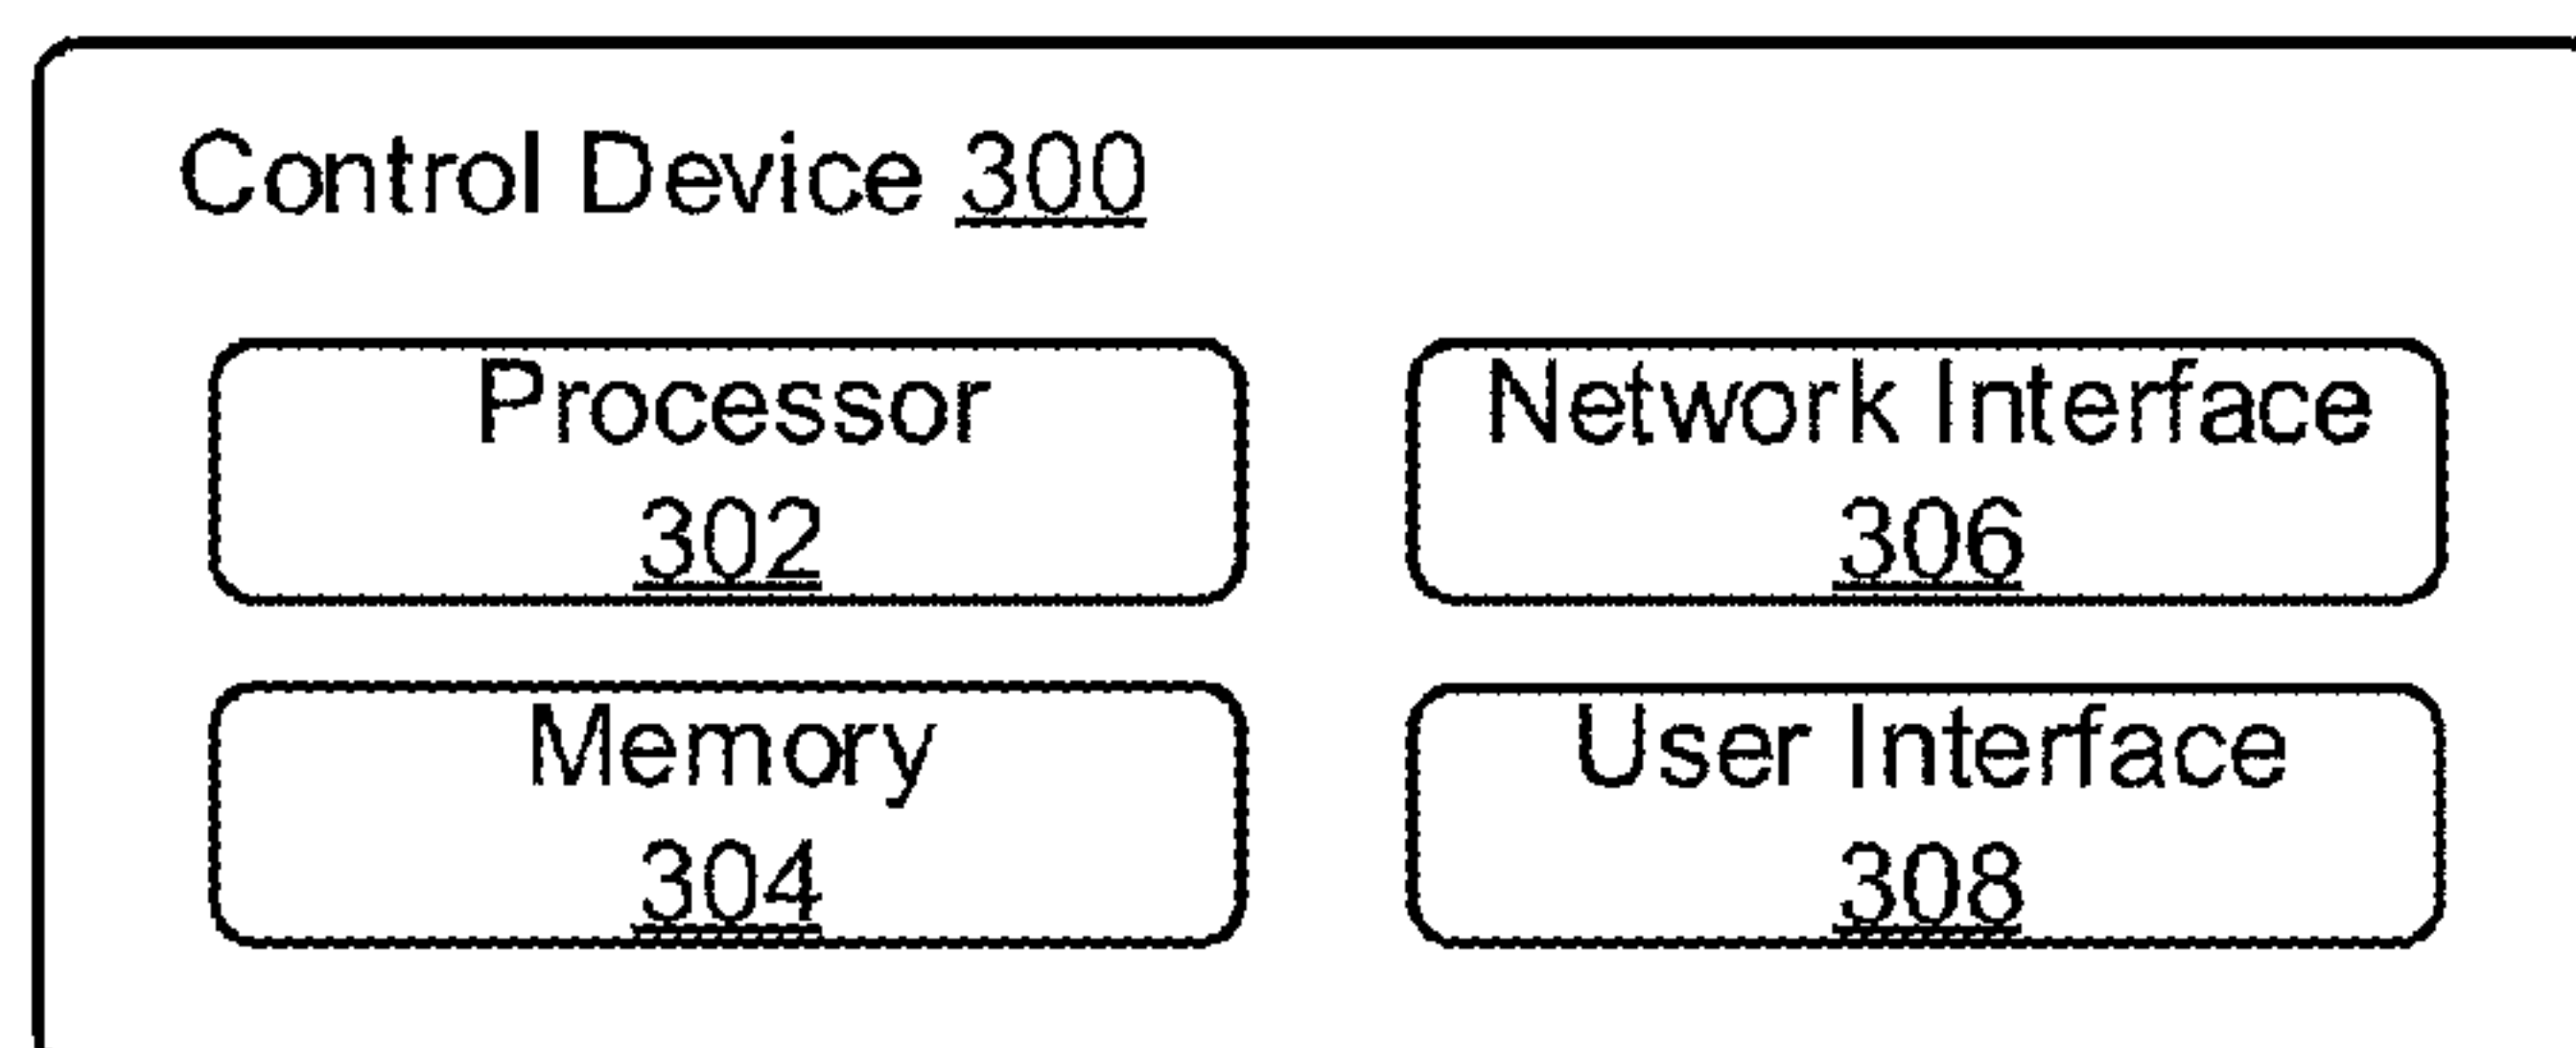 Control Device 300
Processor
302
Network Interface
306
Memory
304
User Interface
308